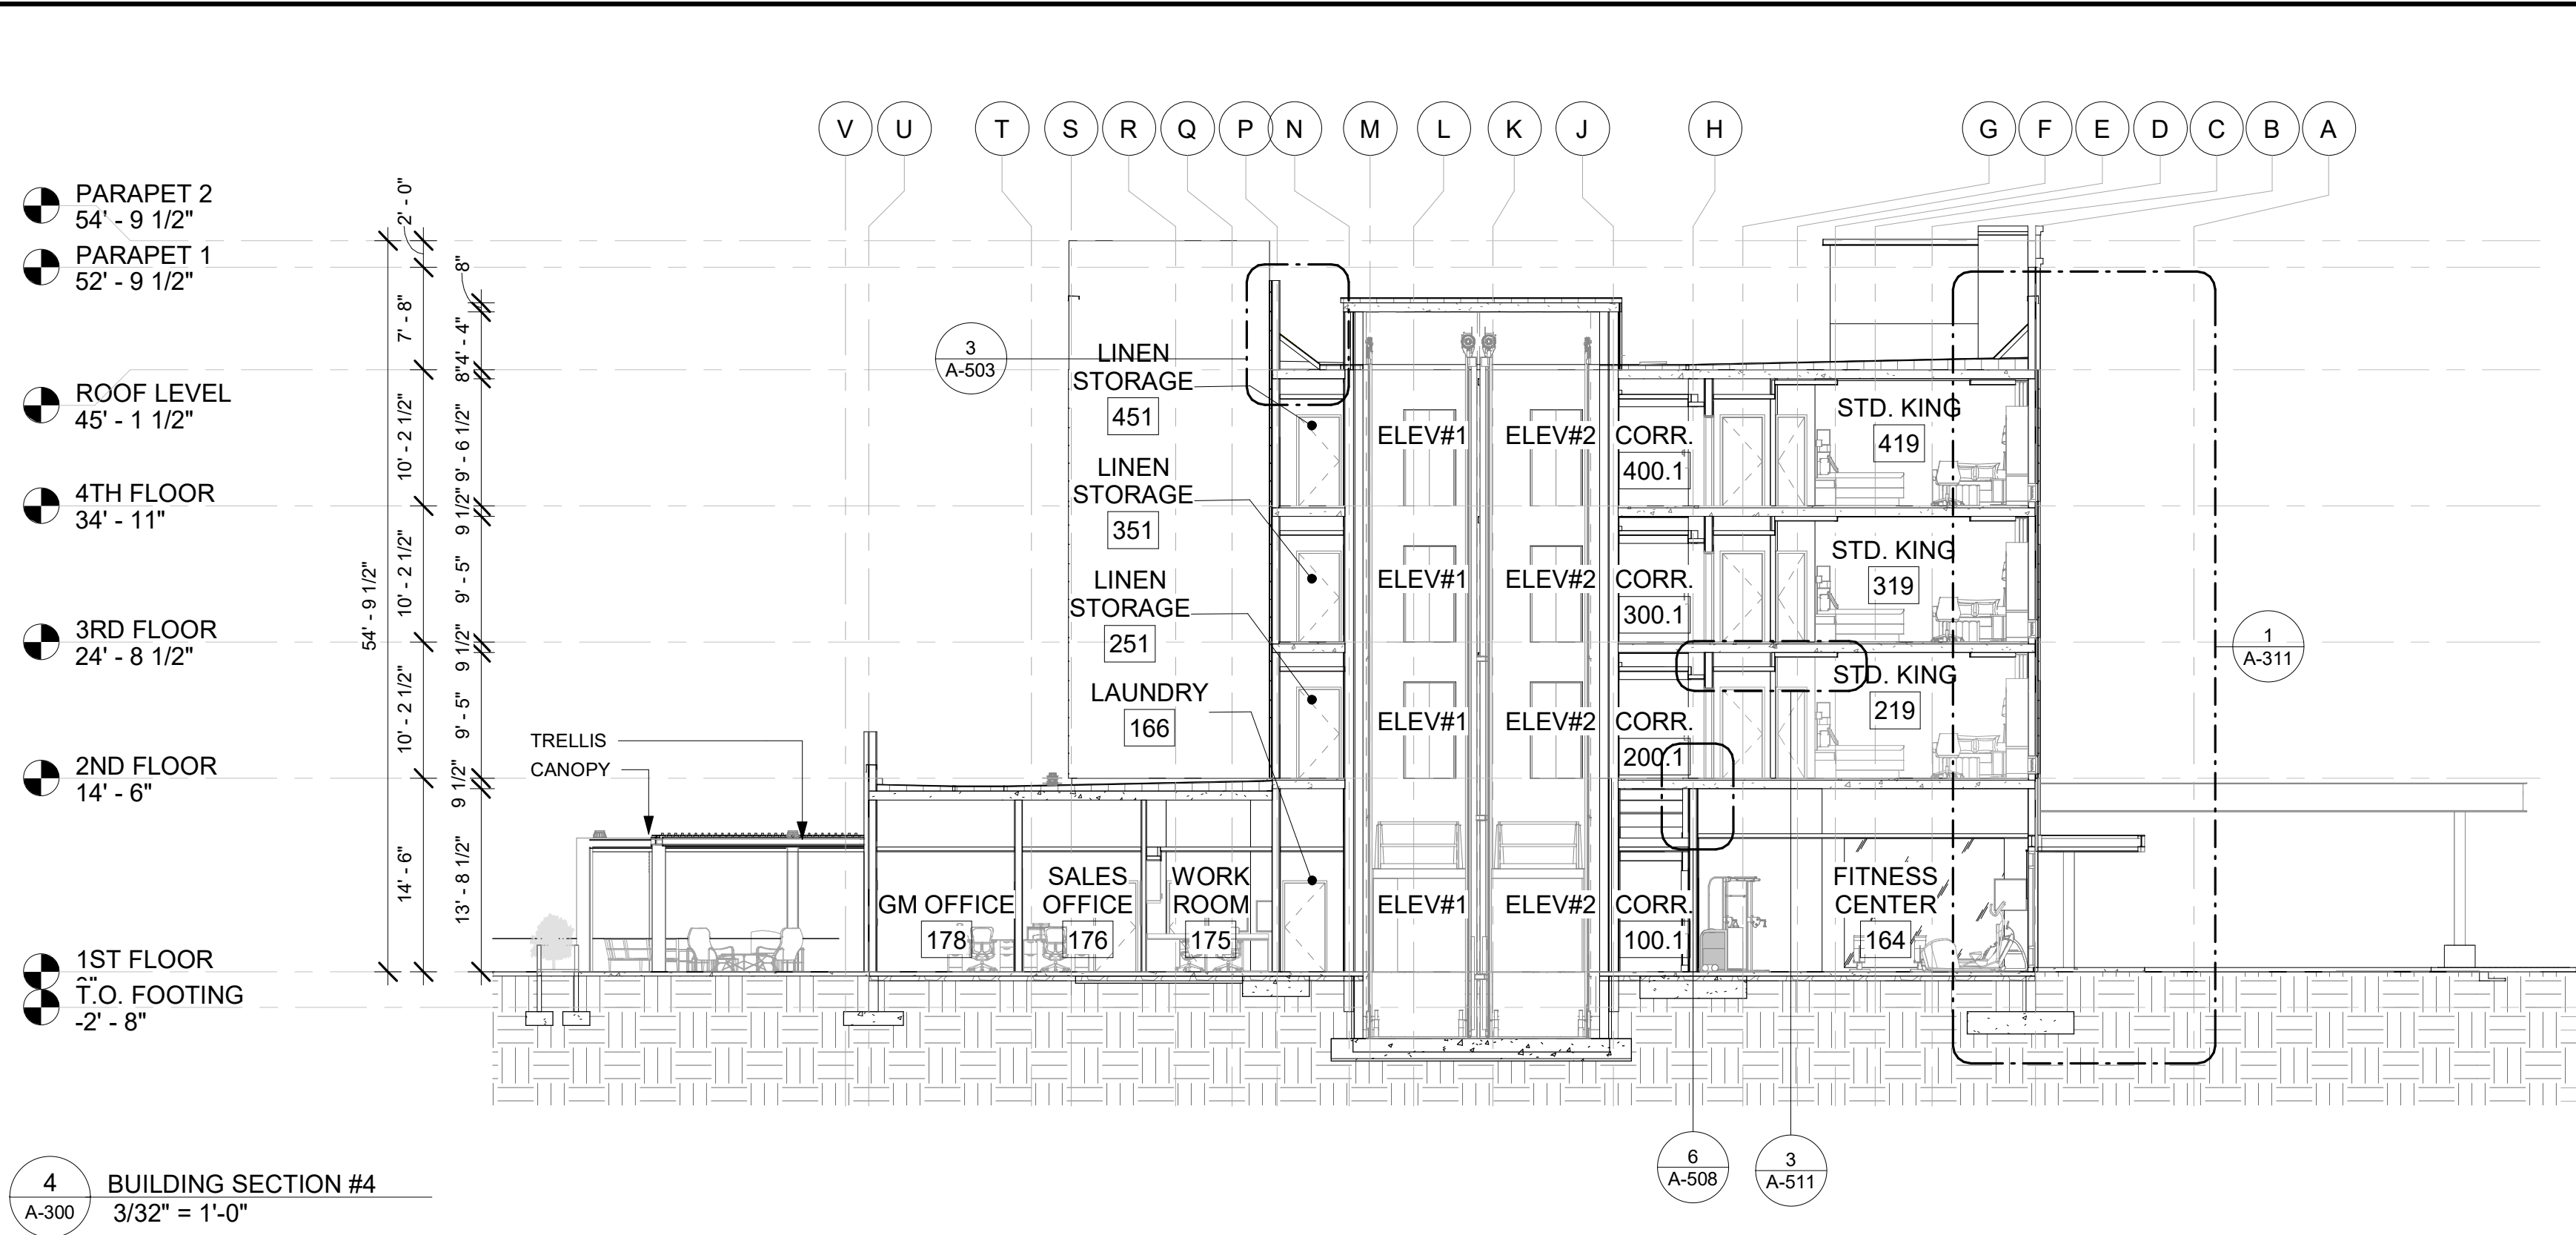 V U T S R Q P N M L K J H G F E D C B A
PARAPET 2
54' - 9 1/2"
PARAPET 1
52' - 9 1/2"
ROOF LEVEL
45' - 1 1/2"
4TH FLOOR
34' - 11"
3RD FLOOR
24' - 8 1/2"
2ND FLOOR
14' - 6"
1ST FLOOR
T.O. FOOTING
-2' - 8"
54' - 9 1/2"
2' - 0"
7' - 8"
10' - 2 1/2"
10' - 2 1/2"
10' - 2 1/2"
14' - 6"
8"
4' - 4"
8"
9' - 6 1/2"
9 1/2"
9' - 5"
9 1/2"
9' - 5"
9 1/2"
13' - 8 1/2"
3
A-503
LINEN
STORAGE
451
LINEN
STORAGE
351
LINEN
STORAGE
251
LAUNDRY
166
TRELLIS
CANOPY
ELEV#1 ELEV#2 CORR.
400.1
STD. KING
419
ELEV#1 ELEV#2 CORR.
300.1
STD. KING
319
ELEV#1 ELEV#2 CORR.
200.1
STD. KING
219
1
A-311
GM OFFICE
178
SALES
OFFICE
176
WORK
ROOM
175
ELEV#1 ELEV#2 CORR.
100.1
FITNESS
CENTER
164
6
A-508
3
A-511
4
A-300
BUILDING SECTION #4
3/32" = 1'-0"